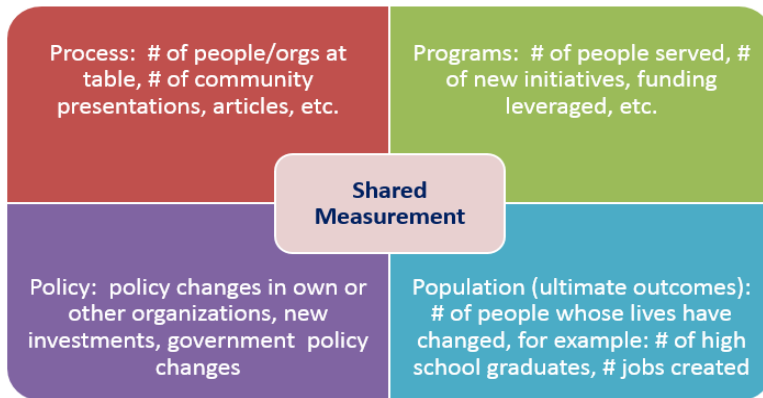 Process:  # of people/orgs at
table, # of community
presentations, articles, etc.
Programs:  # of people served, #
of new initiatives, funding
leveraged, etc.
Shared
Measurement
Policy:  policy changes in own or
other organizations, new
investments, government  policy
changes
Population (ultimate outcomes):
# of people whose lives have
changed, for example: # of high
school graduates, # jobs created